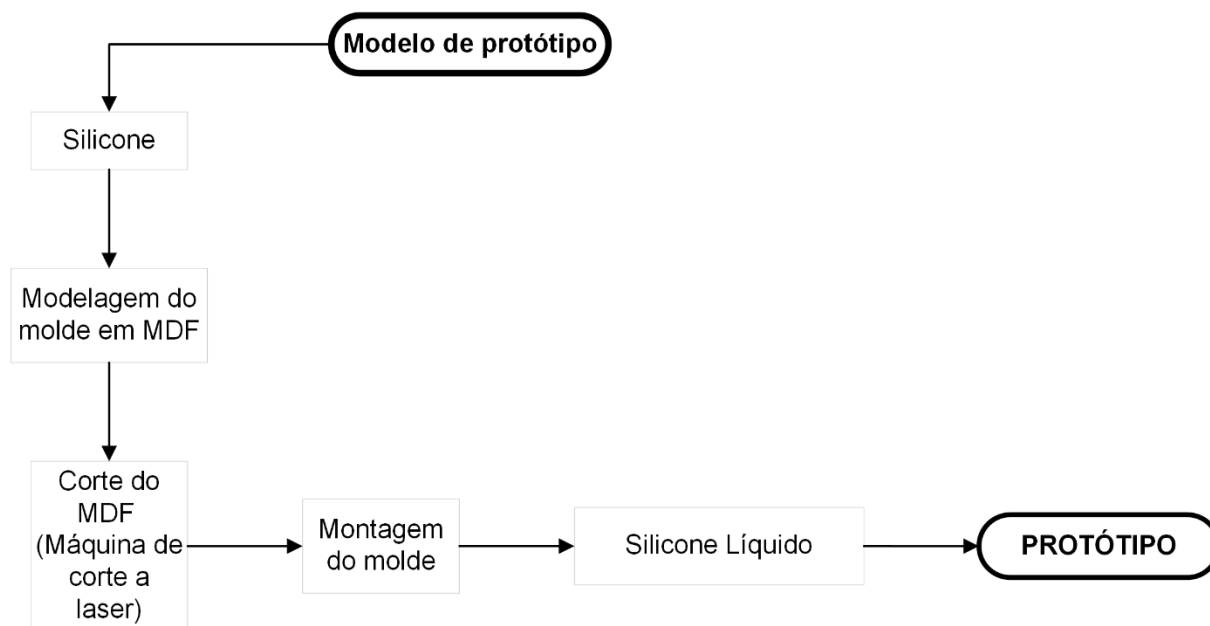 Modelo de protótipo
Silicone
Modelagem do
molde em MDF
Corte do
MDF
(Máquina de
corte a
laser)
Montagem
do molde
Silicone Líquido
PROTÓTIPO